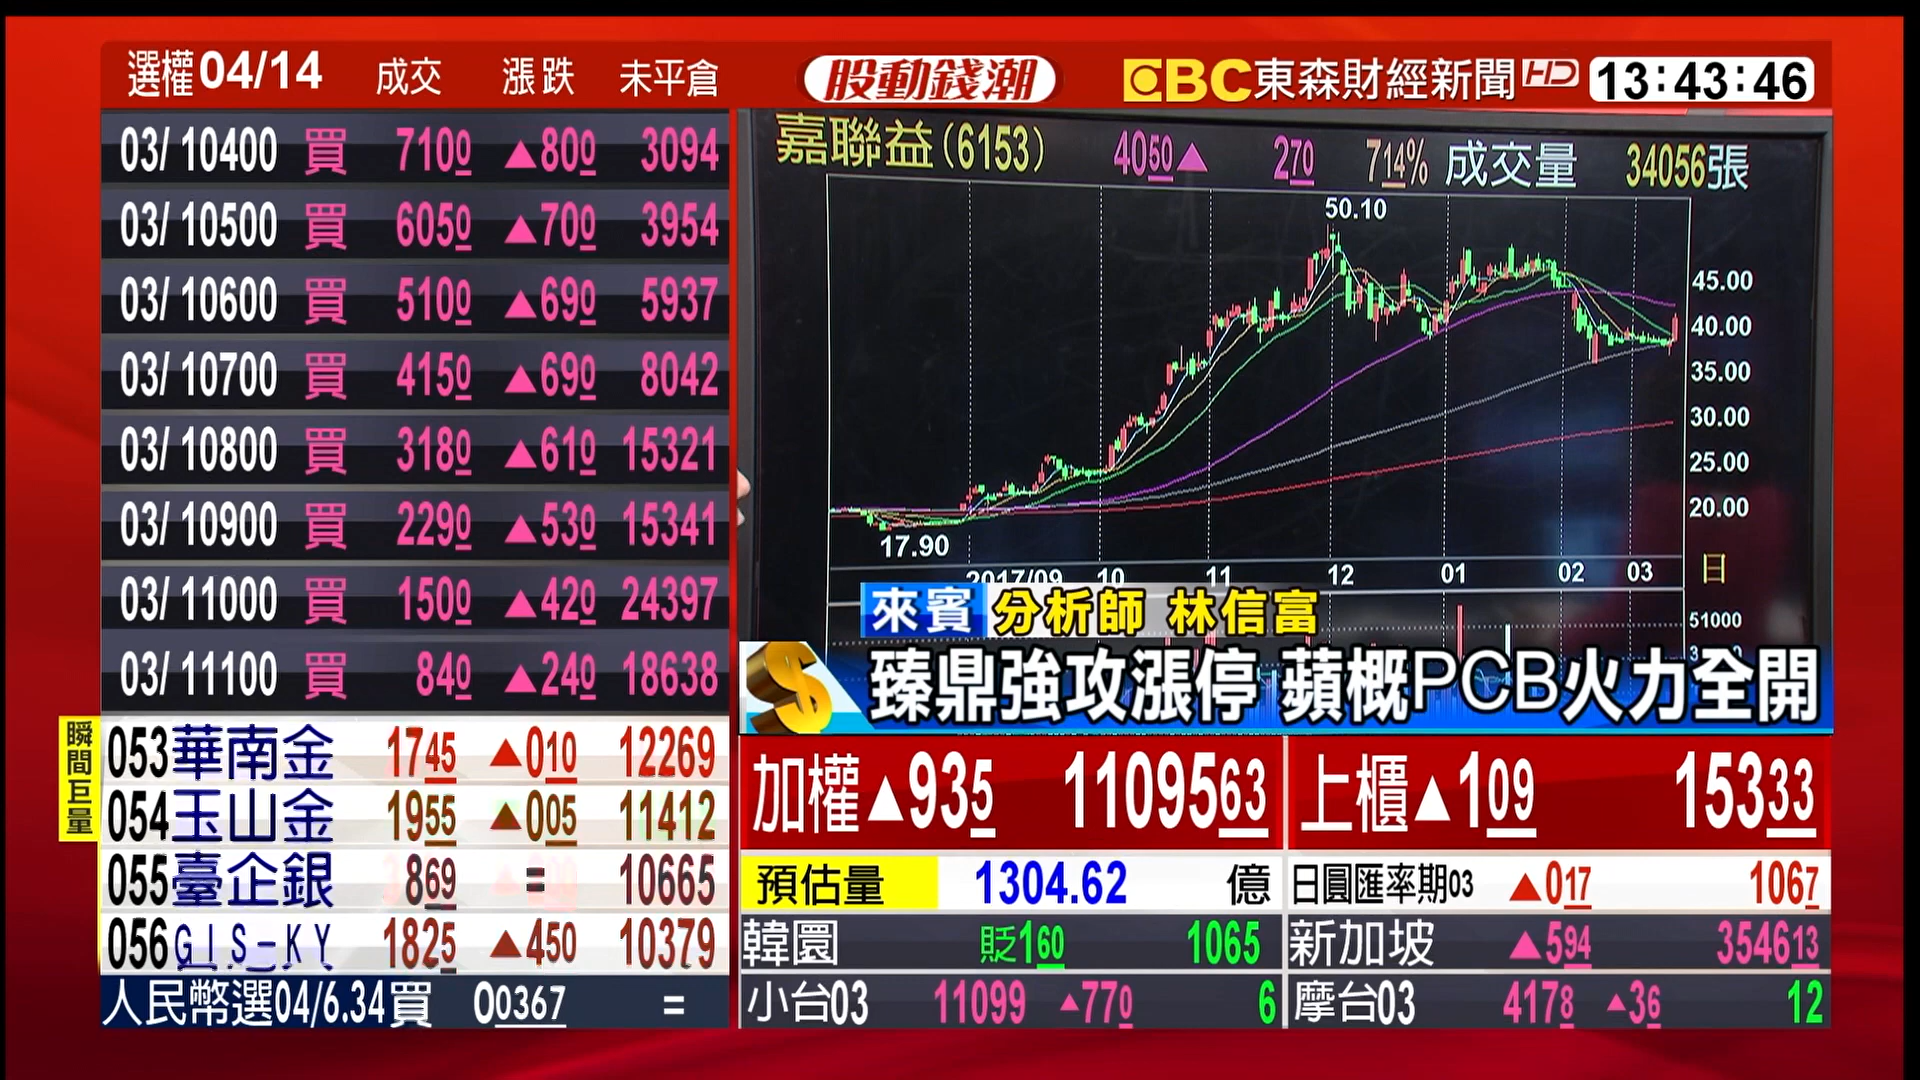 選權04/14 成交 漲跌 未平倉
股動錢潮
EBC東森財經新聞HD 13:43:46
03/ 10400 買 7100 ▲800 3094
03/ 10500 買 6050 ▲700 3954
03/ 10600 買 5100 ▲690 5937
03/ 10700 買 4150 ▲690 8042
03/ 10800 買 3180 ▲610 15321
03/ 10900 買 2290 ▲530 15341
03/ 11000 買 1500 ▲420 24397
03/ 11100 買 840 ▲240 18638
瞬間巨量
053華南金 1745 ▲010 12269
054玉山金 1955 ▲005 11412
055臺企銀 869 = 10665
056GIS-KY 1825 ▲450 10379
人民幣選04/6.34買 00367 =
嘉聯益(6153) 4050▲ 270 714% 成交量 34056張
50.10
45.00
40.00
35.00
30.00
25.00
20.00
17.90
2017/09 10 11 12 01 02 03 日
51000
來賓 分析師 林信富
臻鼎強攻漲停 蘋概PCB火力全開
加權▲935 1109563 上櫃▲109 15333
預估量 1304.62 億 日圓匯率期03 ▲017 1067
韓圜 貶160 1065 新加坡 ▲594 354613
小台03 11099 ▲770 6 摩台03 4178 ▲36 12